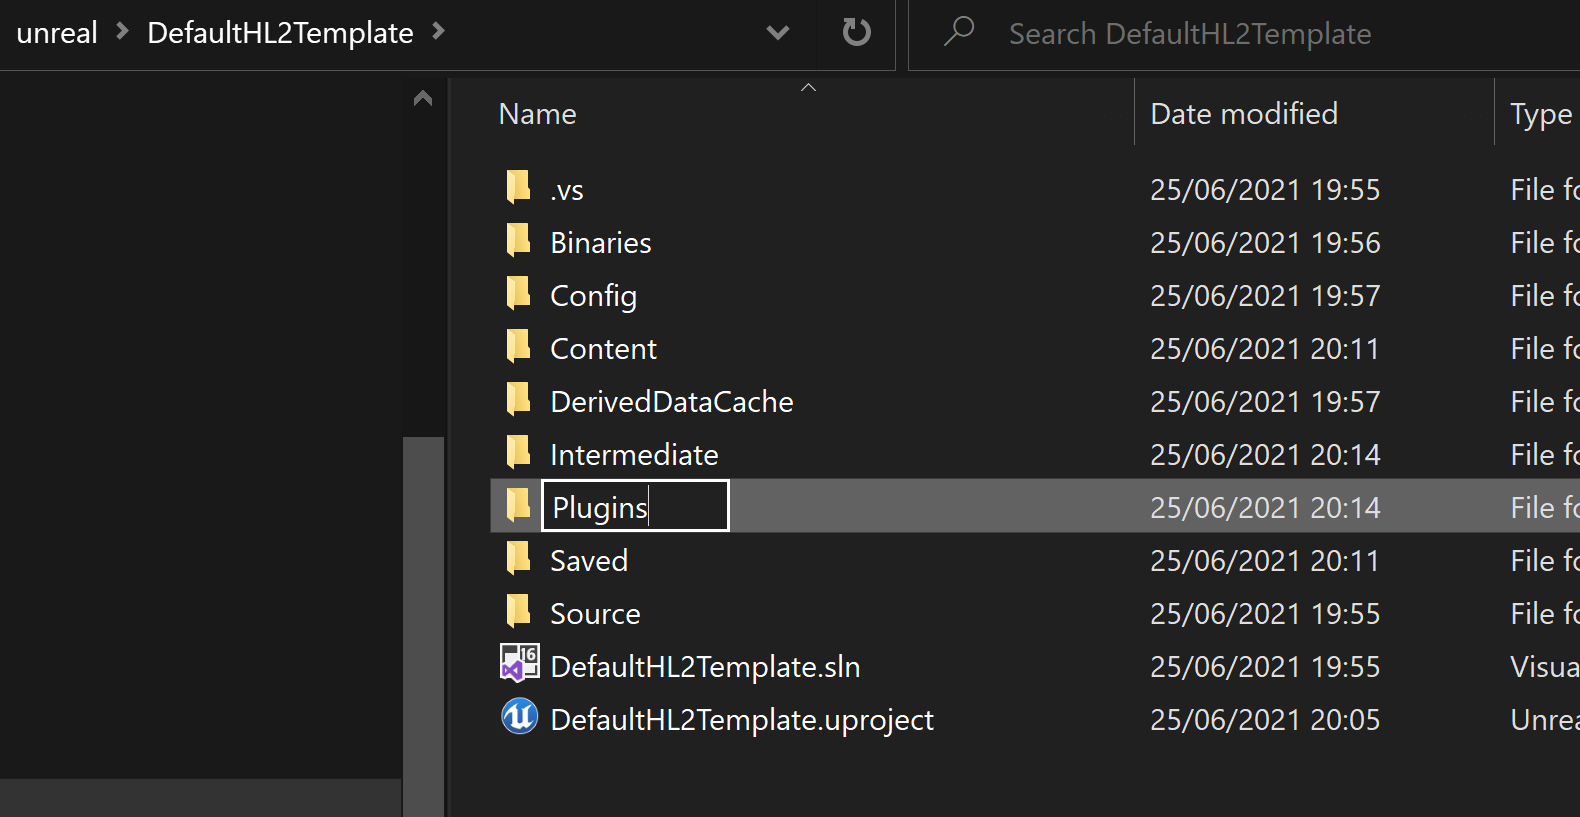 unreal > DefaultHL2Template > Search DefaultHL2Template
Name Date modified Type
.vs 25/06/2021 19:55 File fo
Binaries 25/06/2021 19:56 File fo
Config 25/06/2021 19:57 File fo
Content 25/06/2021 20:11 File fo
DerivedDataCache 25/06/2021 19:57 File fo
Intermediate 25/06/2021 20:14 File fo
Plugins 25/06/2021 20:14 File fo
Saved 25/06/2021 20:11 File fo
Source 25/06/2021 19:55 File fo
16 DefaultHL2Template.sln 25/06/2021 19:55 Visua
DefaultHL2Template.uproject 25/06/2021 20:05 Unrea